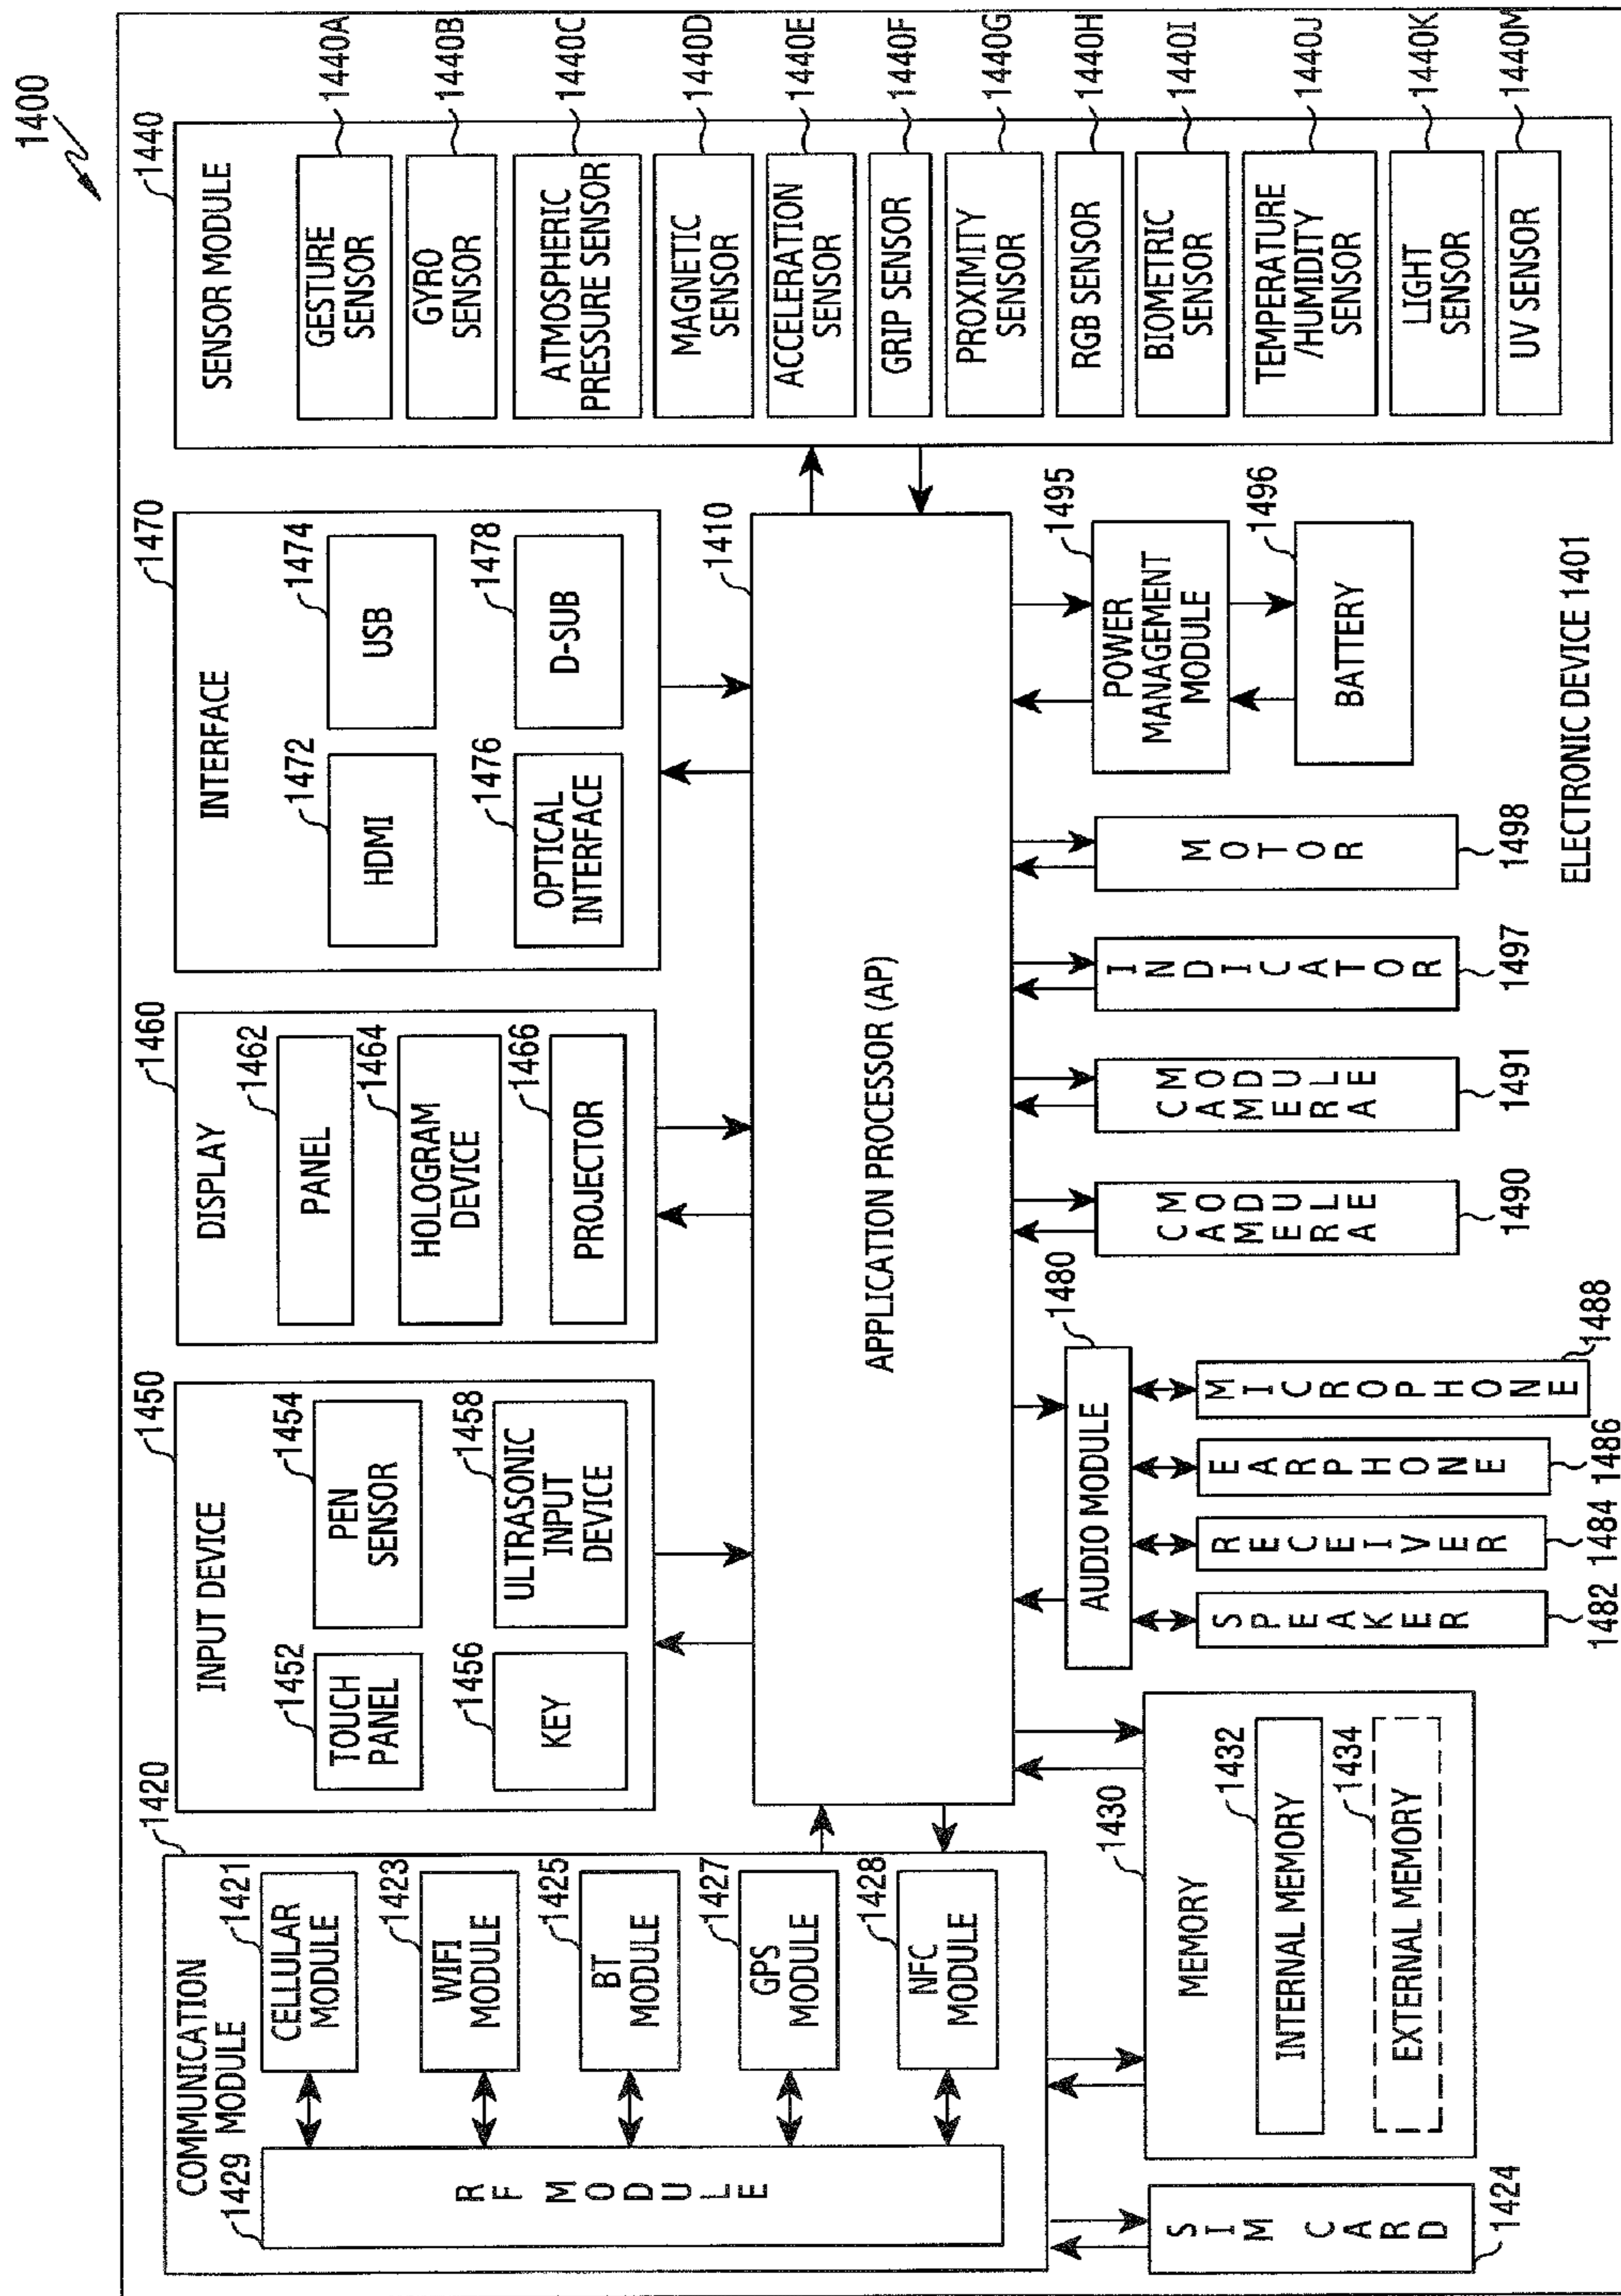 1400
ELECTRONIC DEVICE 1401
1420
COMMUNICATION
MODULE
1429
RF MODULE
1421
CELLULAR
MODULE
1423
WIFI
MODULE
1425
BT
MODULE
1427
GPS
MODULE
1428
NFC
MODULE
1450
INPUT DEVICE
1452
TOUCH
PANEL
1454
PEN
SENSOR
1456
KEY
1458
ULTRASONIC
INPUT
DEVICE
1460
DISPLAY
1462
PANEL
1464
HOLOGRAM
DEVICE
1466
PROJECTOR
1470
INTERFACE
1472
HDMI
1474
USB
1476
OPTICAL
INTERFACE
1478
D-SUB
1440
SENSOR MODULE
GESTURE
SENSOR
1440A
GYRO
SENSOR
1440B
ATMOSPHERIC
PRESSURE SENSOR
1440C
MAGNETIC
SENSOR
1440D
ACCELERATION
SENSOR
1440E
GRIP SENSOR
1440F
PROXIMITY
SENSOR
1440G
RGB SENSOR
1440H
BIOMETRIC
SENSOR
1440I
TEMPERATURE
/HUMIDITY
SENSOR
1440J
LIGHT
SENSOR
1440K
UV SENSOR
1440M
1410
APPLICATION PROCESSOR (AP)
SIM CARD
1424
1430
MEMORY
1432
INTERNAL MEMORY
1434
EXTERNAL MEMORY
1480
AUDIO MODULE
SPEAKER
1482
RECEIVER
1484
EARPHONE
1486
MICROPHONE
1488
CAMERA
MODULE
1490
CAMERA
MODULE
1491
INDICATOR
1497
MOTOR
1498
1495
POWER
MANAGEMENT
MODULE
1496
BATTERY